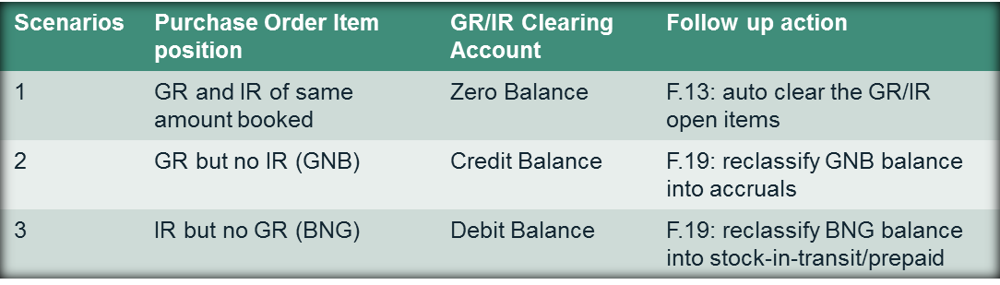 Scenarios Purchase Order Item position GR/IR Clearing Account Follow up action
1 GR and IR of same amount booked Zero Balance F.13: auto clear the GR/IR open items
2 GR but no IR (GNB) Credit Balance F.19: reclassify GNB balance into accruals
3 IR but no GR (BNG) Debit Balance F.19: reclassify BNG balance into stock-in-transit/prepaid